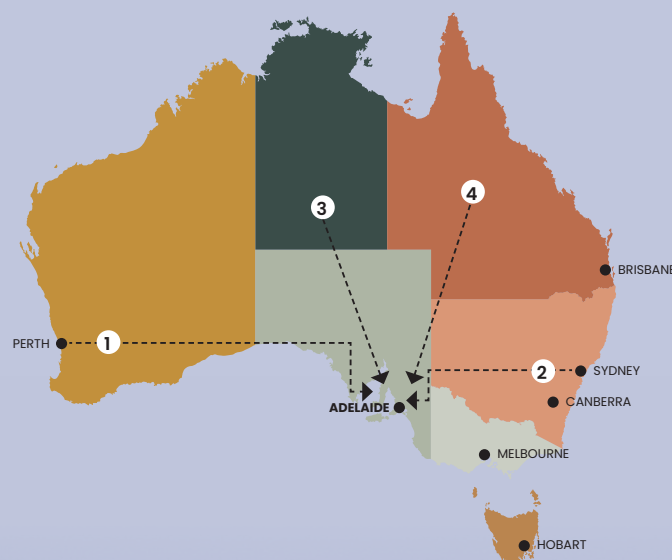 3
4
BRISBANE
PERTH
1
2
SYDNEY
CANBERRA
ADELAIDE
MELBOURNE
HOBART